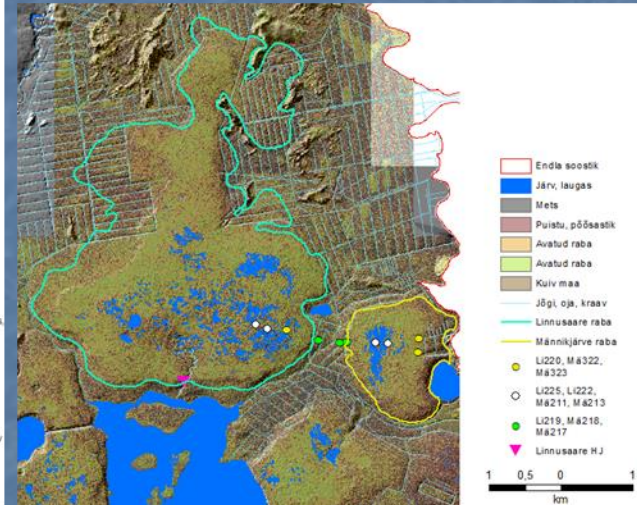 Endla soostik
Järv, laugas
Mets
Puistu, põõsastik
Avatud raba
Avatud raba
Kuiv maa
Jõgi, oja, kraav
Linnusaare raba
Männikjärve raba
Li220, Mä322,
Mä323
Li225, Li222,
Mä211, Mä213
Li219, Mä218,
Mä217
Linnusaare HJ
1 0,5 0 1
km